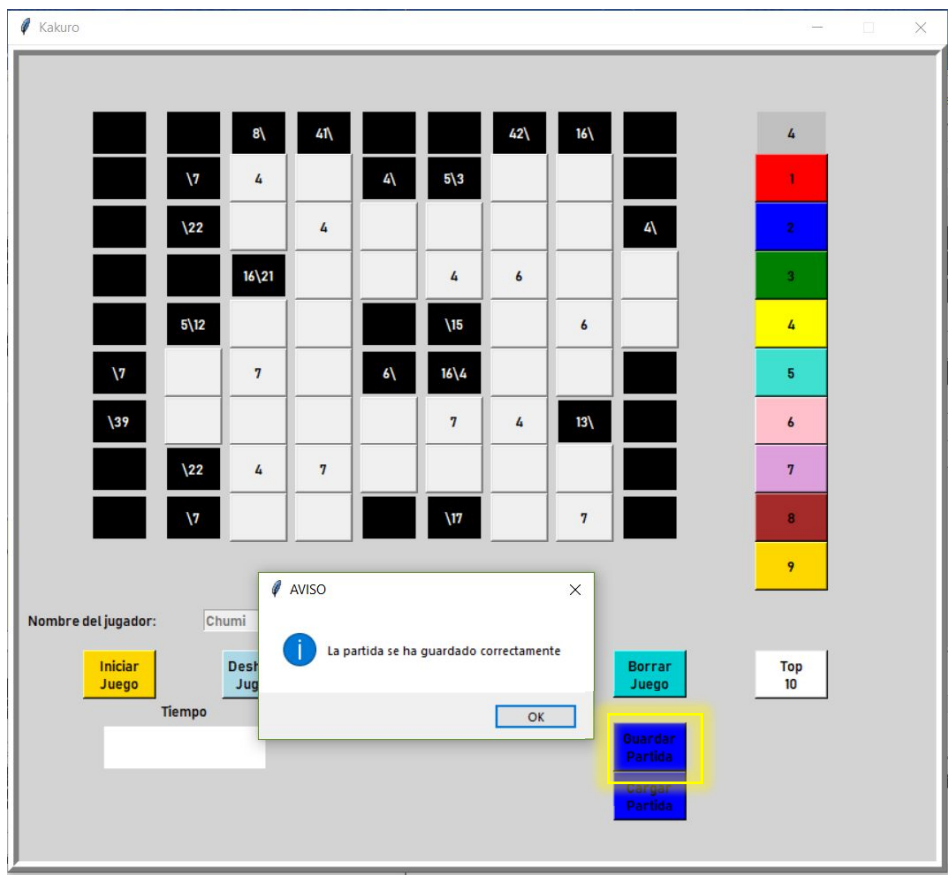 Kakuro
8\ 41\ 42\ 16\ 4
\7 4 4\ 5\3 1
\22 4 4\ 2
16\21 4 6 3
5\12 \15 6 4
\7 7 6\ 16\4 5
\39 7 4 13\ 6
\22 4 7 7
\7 \17 7 8
9
AVISO
La partida se ha guardado correctamente
OK
Nombre del jugador: Chumi
Iniciar
Juego
Desh
Jug
Borrar
Juego
Top
10
Tiempo
Guardar
Partida
Cargar
Partida